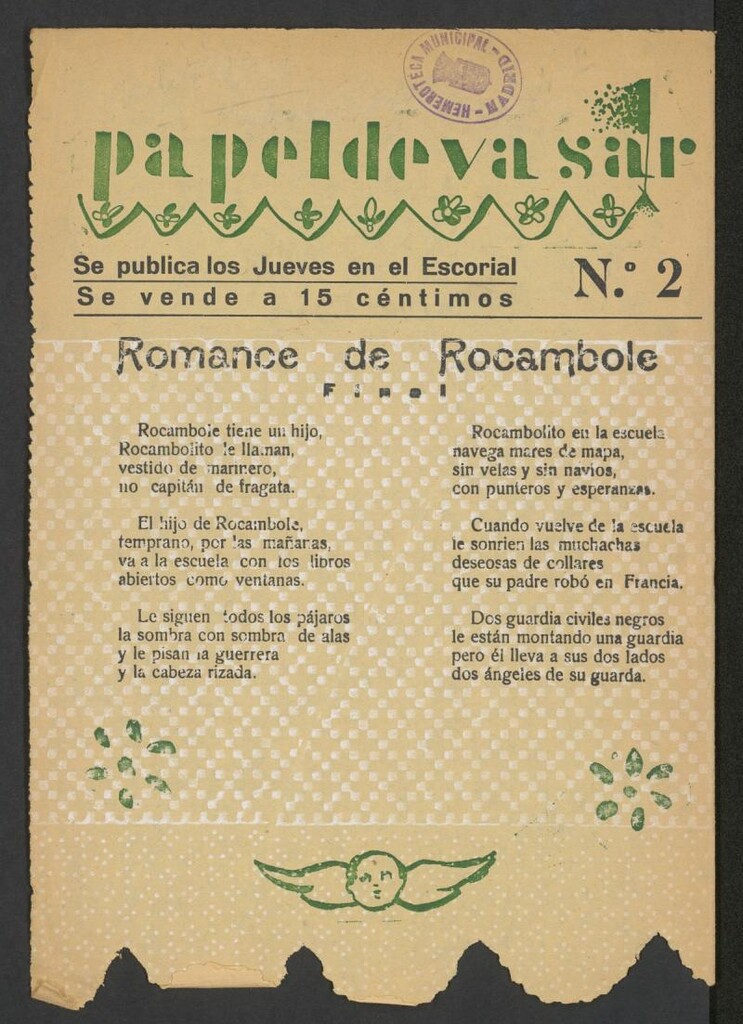 HEMEROTECA MUNICIPAL - MADRID -
papel de vasar
Se publica los Jueves en el Escorial
Se vende a 15 céntimos
N.º 2
Romance de Rocambole
Final
Rocambole tiene un hijo,
Rocambolito le llaman,
vestido de marinero,
no capitán de fragata.
El hijo de Rocambole,
temprano, por las mañanas,
va a la escuela con los libros
abiertos como ventanas.
Le siguen todos los pájaros
la sombra con sombra de alas
y le pisan la guerrera
y la cabeza rizada.
Rocambolito en la escuela
navega mares de mapa,
sin velas y sin navios,
con punteros y esperanzas.
Cuando vuelve de la escuela
le sonrien las muchachas
deseosas de collares
que su padre robó en Francia.
Dos guardia civiles negros
le están montando una guardia
pero él lleva a sus dos lados
dos ángeles de su guarda.